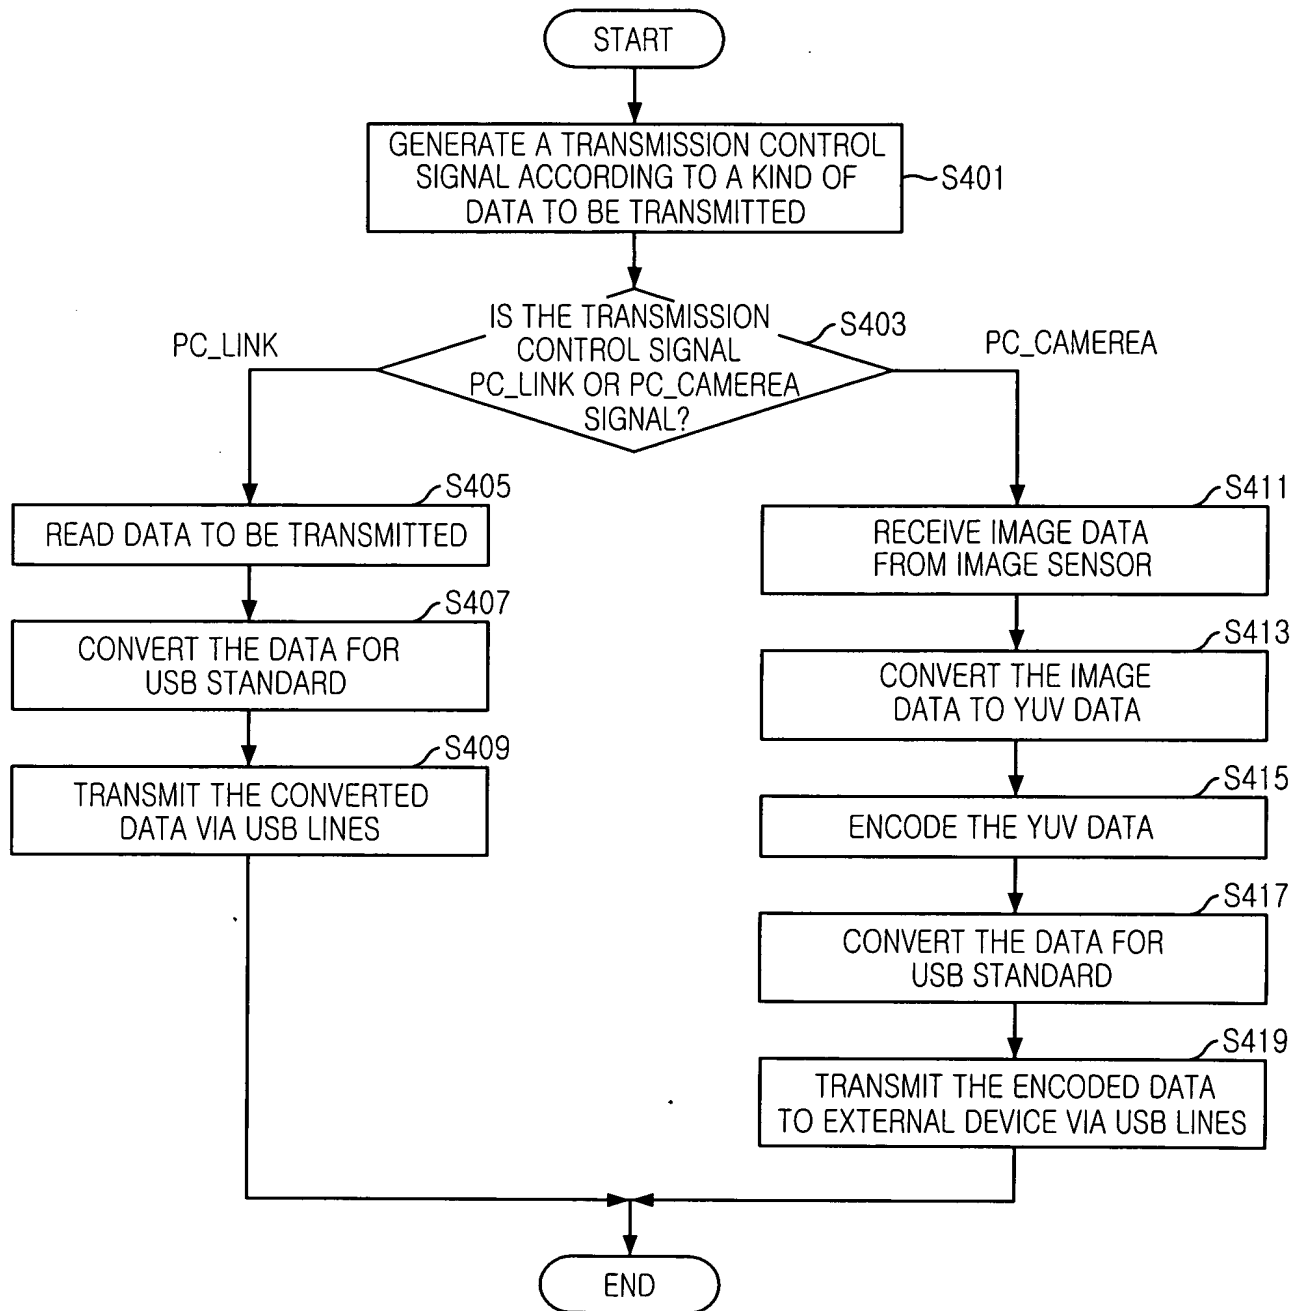 START
GENERATE A TRANSMISSION CONTROL
SIGNAL ACCORDING TO A KIND OF
DATA TO BE TRANSMITTED
S401
IS THE TRANSMISSION
CONTROL SIGNAL
PC_LINK OR PC_CAMEREA
SIGNAL?
S403
PC_LINK
PC_CAMEREA
S405
READ DATA TO BE TRANSMITTED
S407
CONVERT THE DATA FOR
USB STANDARD
S409
TRANSMIT THE CONVERTED
DATA VIA USB LINES
S411
RECEIVE IMAGE DATA
FROM IMAGE SENSOR
S413
CONVERT THE IMAGE
DATA TO YUV DATA
S415
ENCODE THE YUV DATA
S417
CONVERT THE DATA FOR
USB STANDARD
S419
TRANSMIT THE ENCODED DATA
TO EXTERNAL DEVICE VIA USB LINES
END